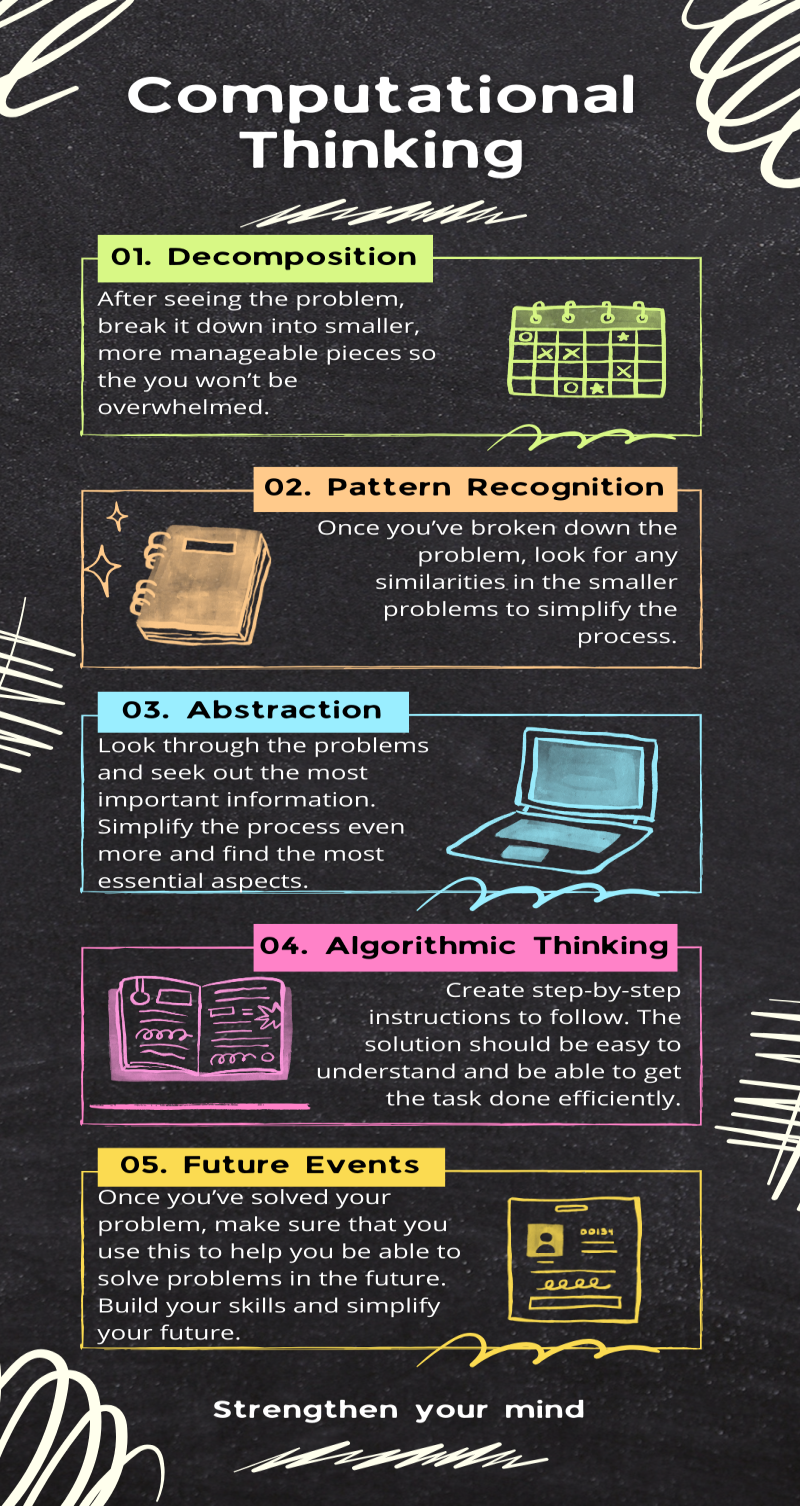 Computational
Thinking
01. Decomposition
After seeing the problem,
break it down into smaller,
more manageable pieces so
the you won't be
overwhelmed.
02. Pattern Recognition
Once you've broken down the
problem, look for any
similarities in the smaller
problems to simplify the
process.
03. Abstraction
Look through the problems
and seek out the most
important information.
Simplify the process even
more and find the most
essential aspects.
04. Algorithmic Thinking
Create step-by-step
instructions to follow. The
solution should be easy to
understand and be able to get
the task done efficiently.
05. Future Events
Once you've solved your
problem, make sure that you
use this to help you be able to
solve problems in the future.
Build your skills and simplify
your future.
00134
Strengthen your mind